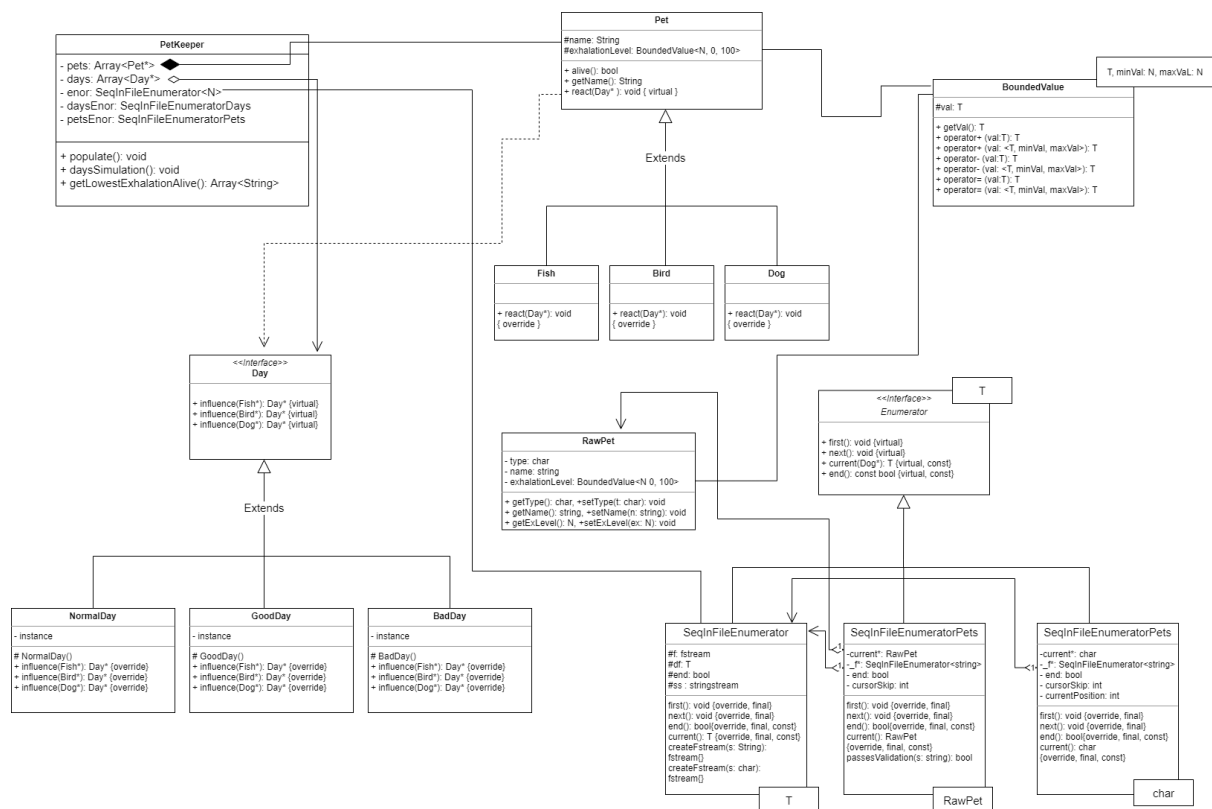 PetKeeper
- pets: Array<Pet*>
- days: Array<Day*>
- enor: SeqInFileEnumerator<N>
- daysEnor: SeqInFileEnumeratorDays
- petsEnor: SeqInFileEnumeratorPets
+ populate(): void
+ daysSimulation(): void
+ getLowestExhalationAlive(): Array<String>
Pet
#name: String
#exhalationLevel: BoundedValue<N, 0, 100>
+ alive(): bool
+ getName(): String
+ react(Day* ): void { virtual }
T, minVal: N, maxVaL: N
BoundedValue
#val: T
+ getVal(): T
+ operator+ (val:T): T
+ operator+ (val: <T, minVal, maxVal>): T
+ operator- (val:T): T
+ operator- (val: <T, minVal, maxVal>): T
+ operator= (val:T): T
+ operator= (val: <T, minVal, maxVal>): T
Extends
Fish
+ react(Day*): void
{ override }
Bird
+ react(Day*): void
{ override }
Dog
+ react(Day*): void
{ override }
<<Interface>>
Day
+ influence(Fish*): Day* {virtual}
+ influence(Bird*): Day* {virtual}
+ influence(Dog*): Day* {virtual}
Extends
RawPet
- type: char
- name: string
- exhalationLevel: BoundedValue<N 0, 100>
+ getType(): char, +setType(t: char): void
+ getName(): string, +setName(n: string): void
+ getExLevel(): N, +setExLevel(ex: N): void
T
<<Interface>>
Enumerator
+ first(): void {virtual}
+ next(): void {virtual}
+ current(Dog*): T {virtual, const}
+ end(): const bool {virtual, const}
NormalDay
- instance
# NormalDay()
+ influence(Fish*): Day* {override}
+ influence(Bird*): Day* {override}
+ influence(Dog*): Day* {override}
GoodDay
- instance
# GoodDay()
+ influence(Fish*): Day* {override}
+ influence(Bird*): Day* {override}
+ influence(Dog*): Day* {override}
BadDay
- instance
# BadDay()
+ influence(Fish*): Day* {override}
+ influence(Bird*): Day* {override}
+ influence(Dog*): Day* {override}
SeqInFileEnumerator
#f: fstream
#df: T
#end: bool
#ss : stringstream
first(): void {override, final}
next(): void {override, final}
end(): bool{override, final, const}
current(): T {override, final, const}
createFstream(s: String):
fstream{}
createFstream(s: char):
fstream{}
T
1
1
SeqInFileEnumeratorPets
-current*: RawPet
-_f*: SeqInFileEnumerator<string>
- end: bool
- cursorSkip: int
first(): void {override, final}
next(): void {override, final}
end(): bool{override, final, const}
current(): RawPet
{override, final, const}
passesValidation(s: string): bool
RawPet
1
SeqInFileEnumeratorPets
-current*: char
-_f*: SeqInFileEnumerator<string>
- end: bool
- cursorSkip: int
- currentPosition: int
first(): void {override, final}
next(): void {override, final}
end(): bool{override, final, const}
current(): char
{override, final, const}
char